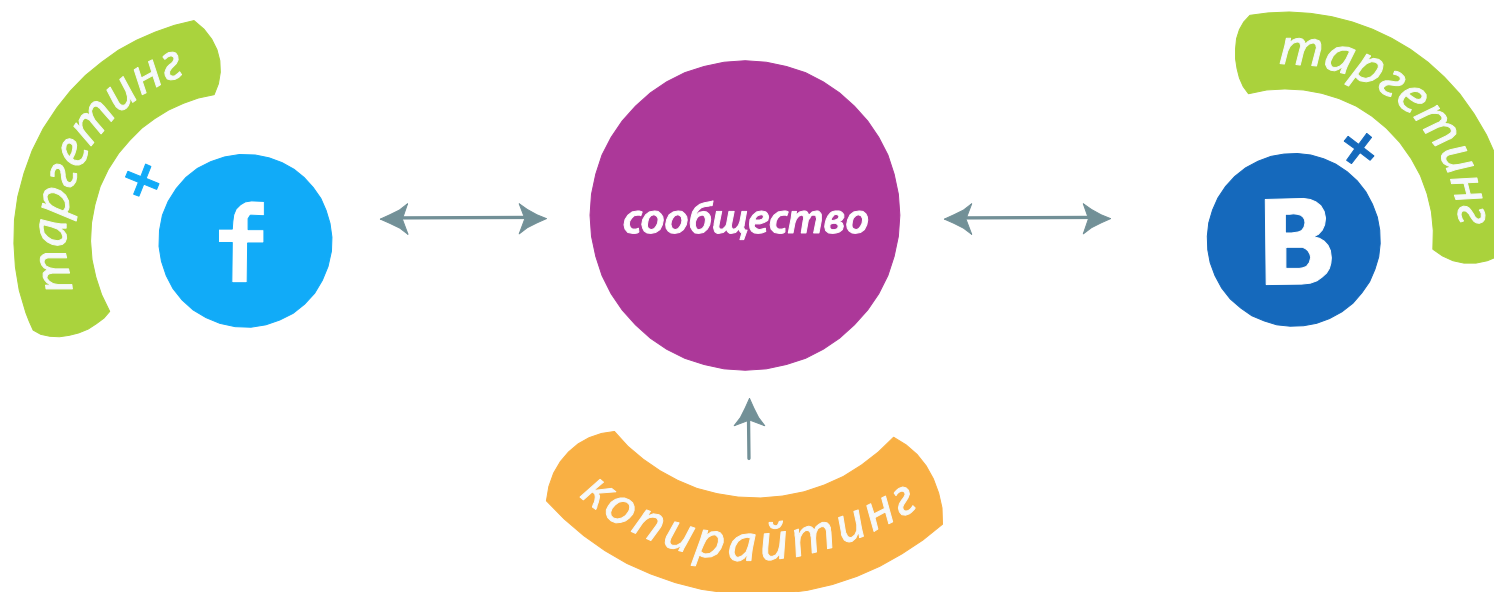 таргетинг
+
f
сообщество
таргетинг
+
В
копирайтинг